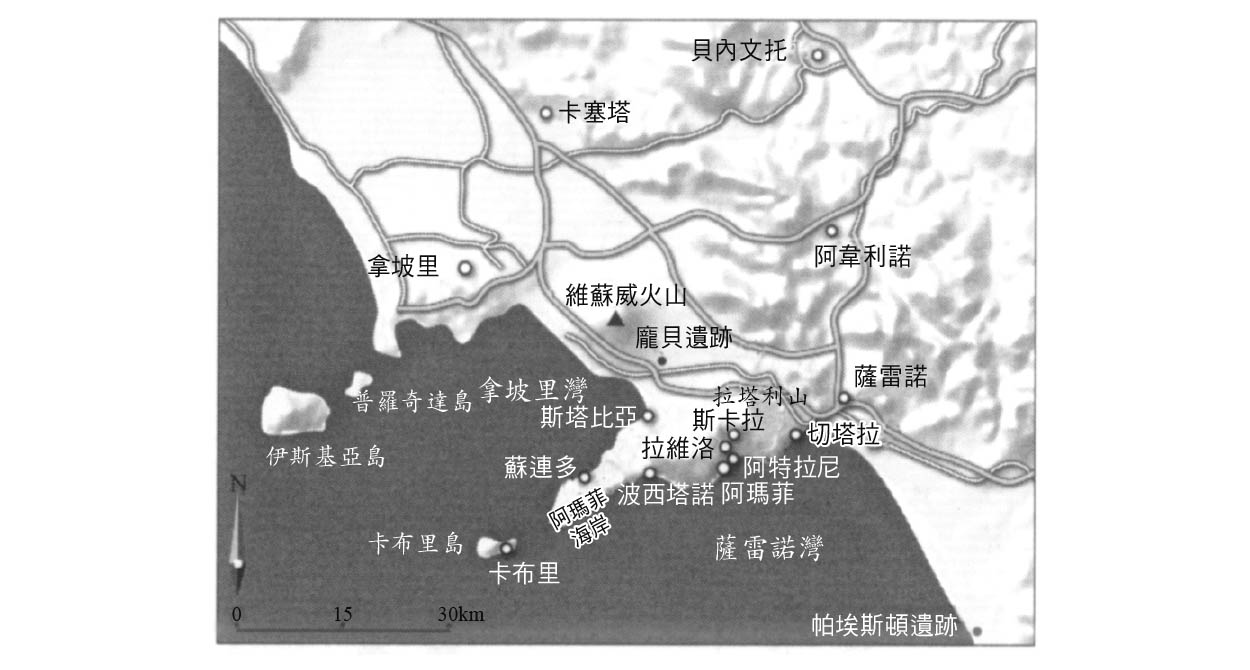 貝內文托
卡塞塔
阿韋利諾
拿坡里
維蘇威火山
龐貝遺跡
薩雷諾
普羅奇達島
拿坡里灣
拉塔利山
斯塔比亞
斯卡拉
切塔拉
拉維洛
伊斯基亞島
蘇連多
阿特拉尼
波西塔諾
阿瑪菲
阿瑪菲
海岸
N
卡布里島
薩雷諾灣
卡布里
0 15 30km
帕埃斯頓遺跡